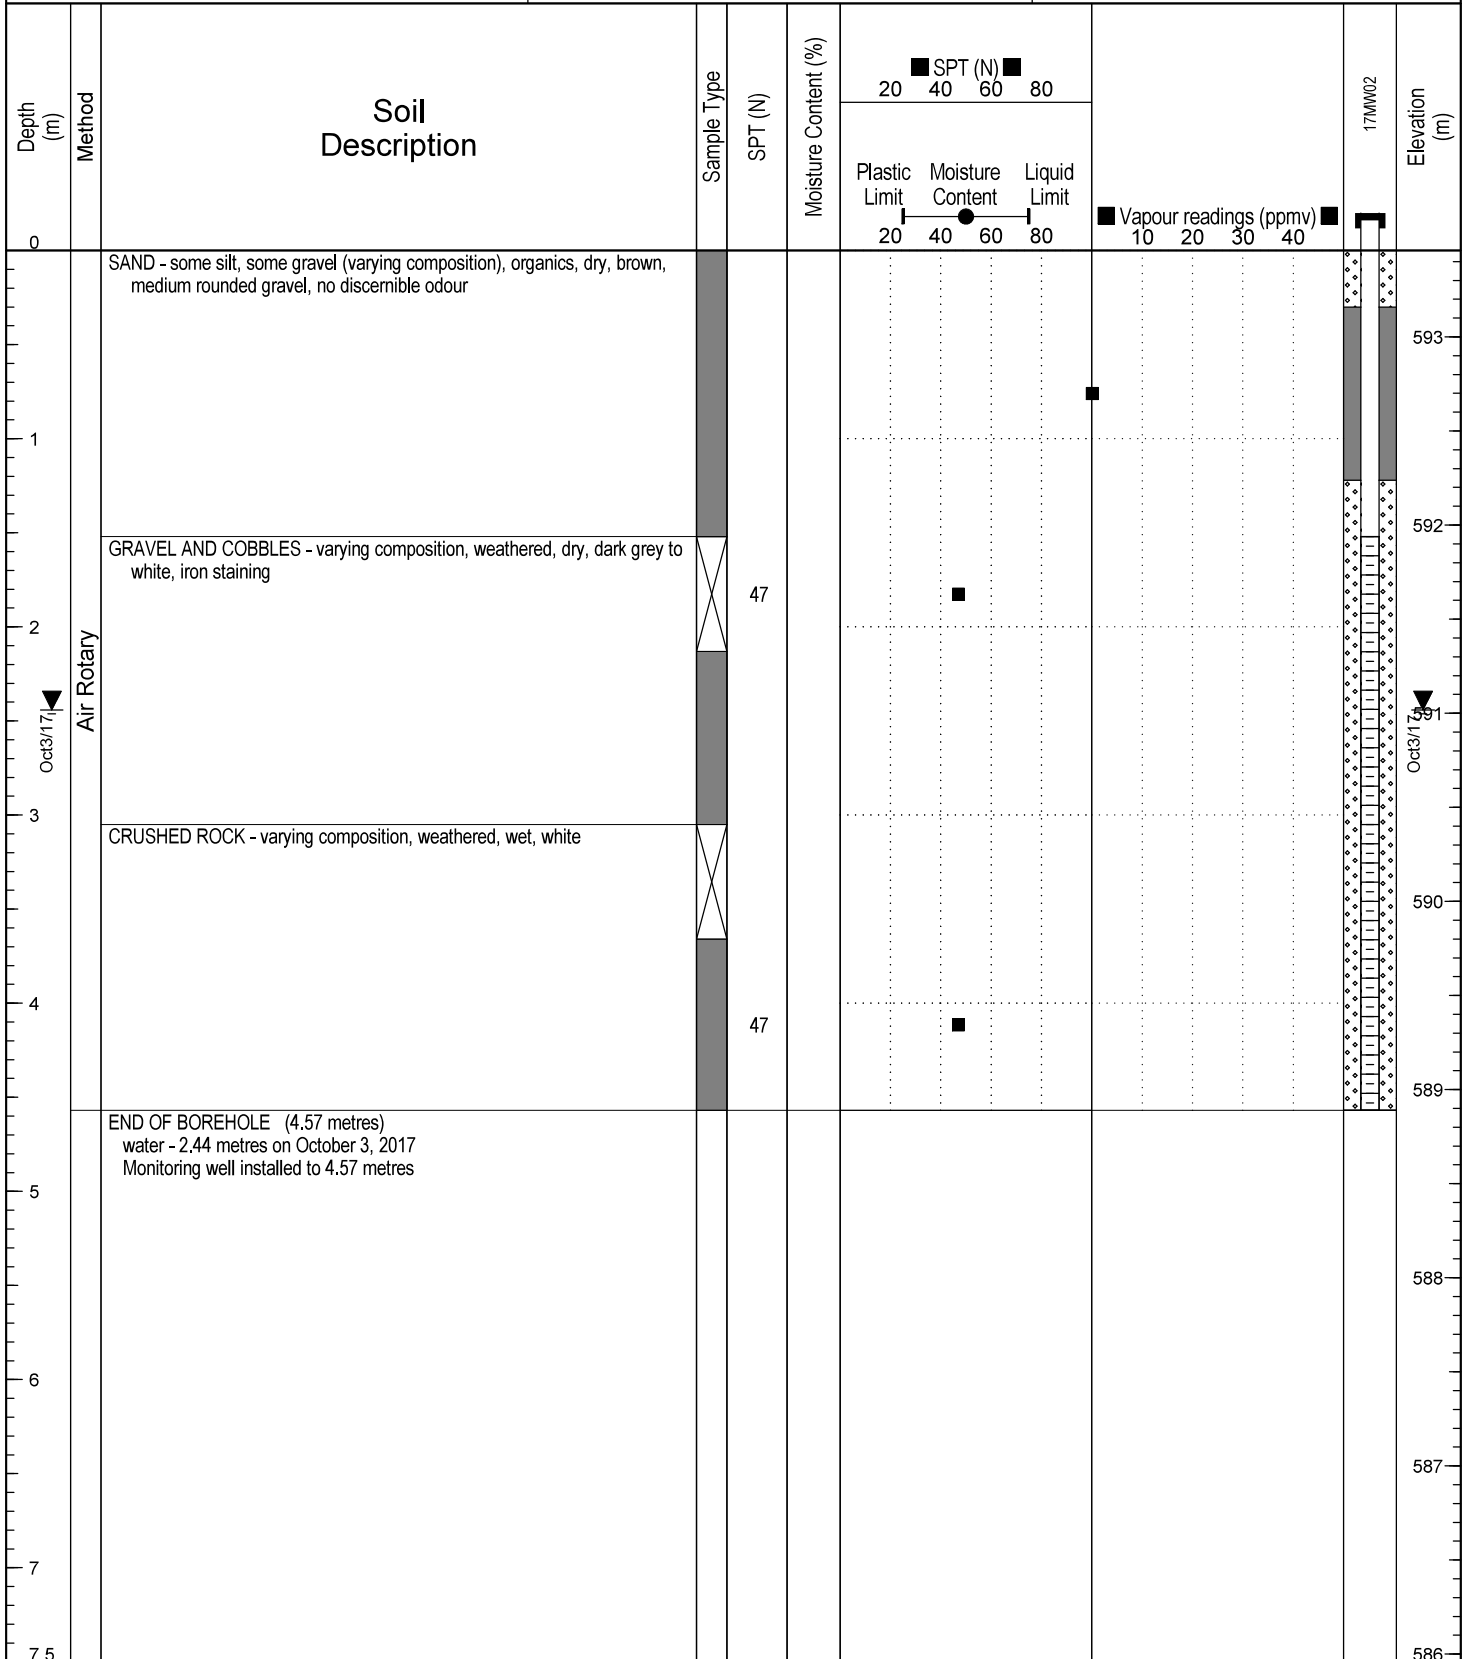 Depth
(m)
Method
Soil
Description
Sample Type
SPT (N)
Moisture Content (%)
SPT (N)
20 40 60 80
Plastic Moisture Liquid
Limit Content Limit
20 40 60 80
Vapour readings (ppmv)
10 20 30 40
17MW02
Elevation
(m)
0
SAND - some silt, some gravel (varying composition), organics, dry, brown,
medium rounded gravel, no discernible odour
593
1
592
GRAVEL AND COBBLES - varying composition, weathered, dry, dark grey to
white, iron staining
47
2
Air Rotary
Oct3/17
591
Oct3/17
3
CRUSHED ROCK - varying composition, weathered, wet, white
590
4
47
589
END OF BOREHOLE (4.57 metres)
water - 2.44 metres on October 3, 2017
Monitoring well installed to 4.57 metres
5
588
6
587
7
7.5
586